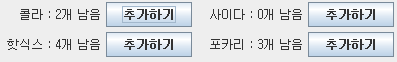 콜라 : 2개 남음 추가하기 사이다 : 0개 남음 추가하기
핫식스 : 4개 남음 추가하기 포카리 : 3개 남음 추가하기